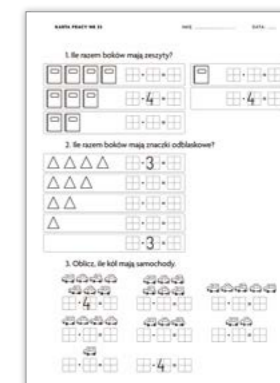 KARTA PRACY NR 32 IMIĘ DATA:
1. Ile razem boków mają zeszyty?
· = · =
· 4 = · 4 =
· =
2. Ile razem boków mają znaczki odblaskowe?
· 3 =
· =
· =
· =
· 3 =
3. Oblicz, ile kół mają samochody.
· 4 = · = · =
· = · = · =
· = · 4 =